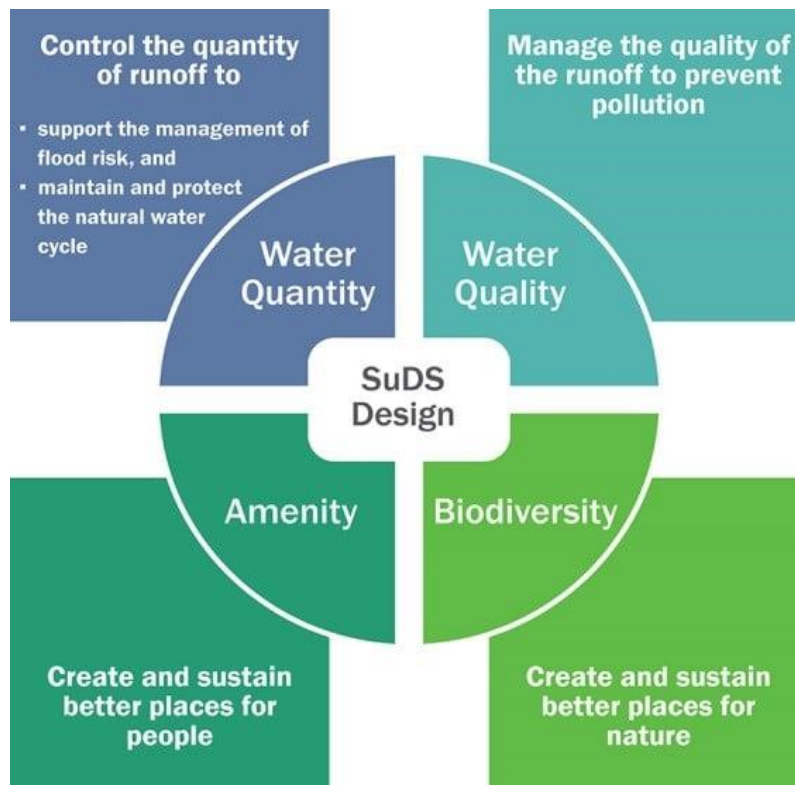 Control the quantity
of runoff to
▪ support the management of
flood risk, and
▪ maintain and protect
the natural water
cycle
Manage the quality of
the runoff to prevent
pollution
Water
Quantity
Water
Quality
SuDS
Design
Amenity
Biodiversity
Create and sustain
better places for
people
Create and sustain
better places for
nature